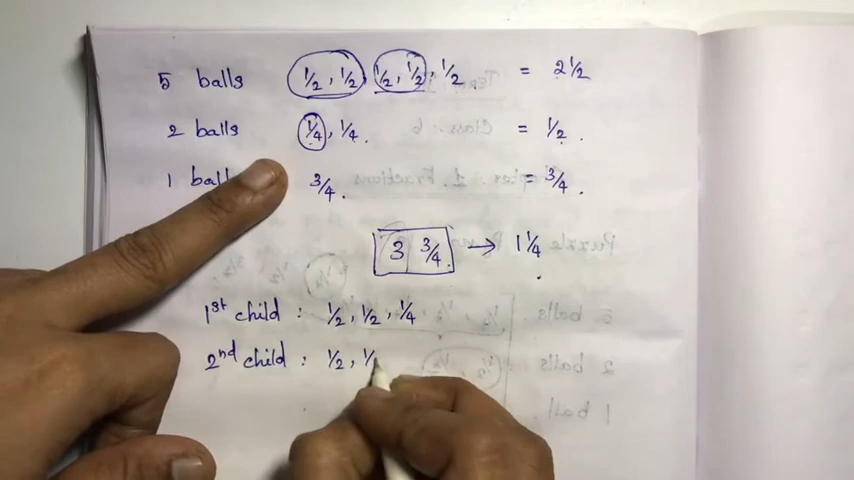 5 balls 1/2, 1/2 1/2, 1/2, 1/2 = 2 1/2
2 balls 1/4, 1/4. = 1/2.
1 ball 3/4. = 3/4.
3 3/4. → 1 1/4
1st child : 1/2, 1/2, 1/4
2nd child : 1/2, 1/